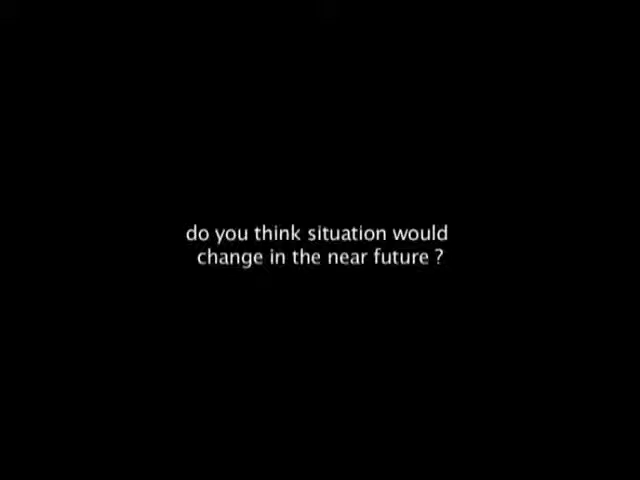 do you think situation would
change in the near future ?